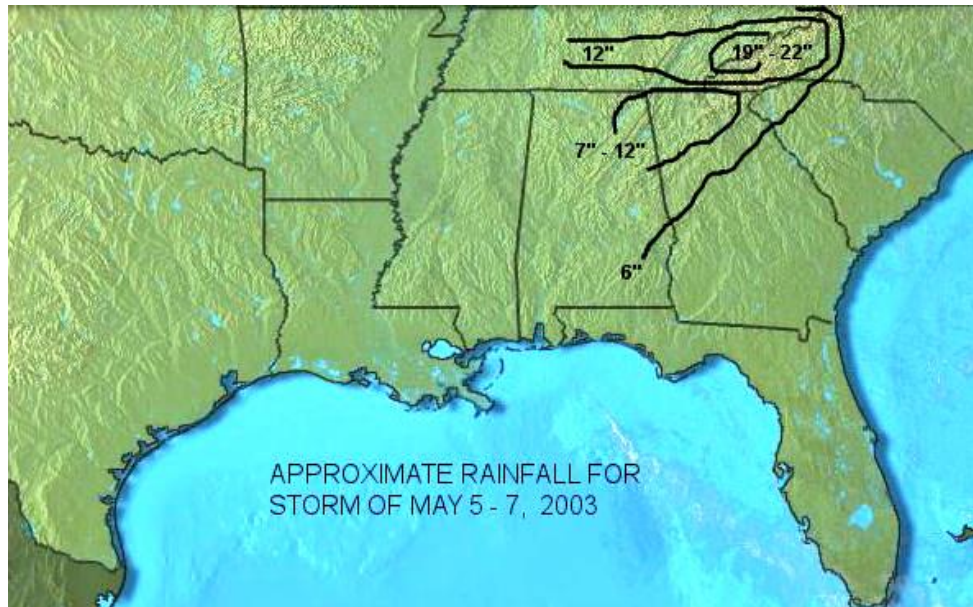 12"
19" - 22"
7" - 12"
6"
APPROXIMATE RAINFALL FOR
STORM OF MAY 5 - 7, 2003